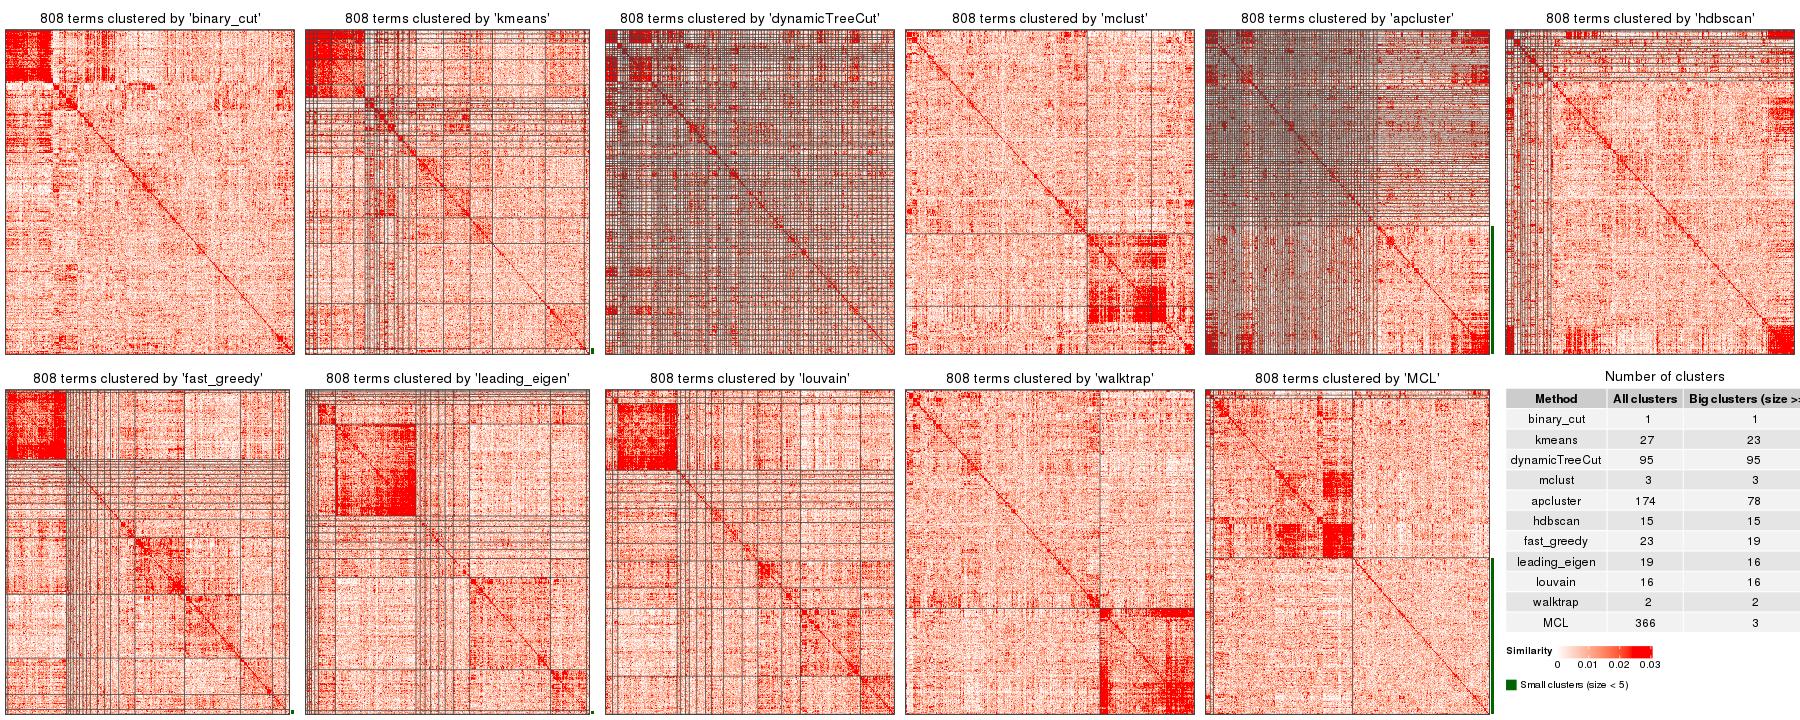 808 terms clustered by 'binary_cut'
808 terms clustered by 'kmeans'
808 terms clustered by 'dynamicTreeCut'
808 terms clustered by 'mclust'
808 terms clustered by 'apcluster'
808 terms clustered by 'hdbscan'
808 terms clustered by 'fast_greedy'
808 terms clustered by 'leading_eigen'
808 terms clustered by 'louvain'
808 terms clustered by 'walktrap'
808 terms clustered by 'MCL'
Number of clusters
Method All clusters Big clusters (size >=
binary_cut 1 1
kmeans 27 23
dynamicTreeCut 95 95
mclust 3 3
apcluster 174 78
hdbscan 15 15
fast_greedy 23 19
leading_eigen 19 16
louvain 16 16
walktrap 2 2
MCL 366 3
Similarity
0 0.01 0.02 0.03
Small clusters (size < 5)